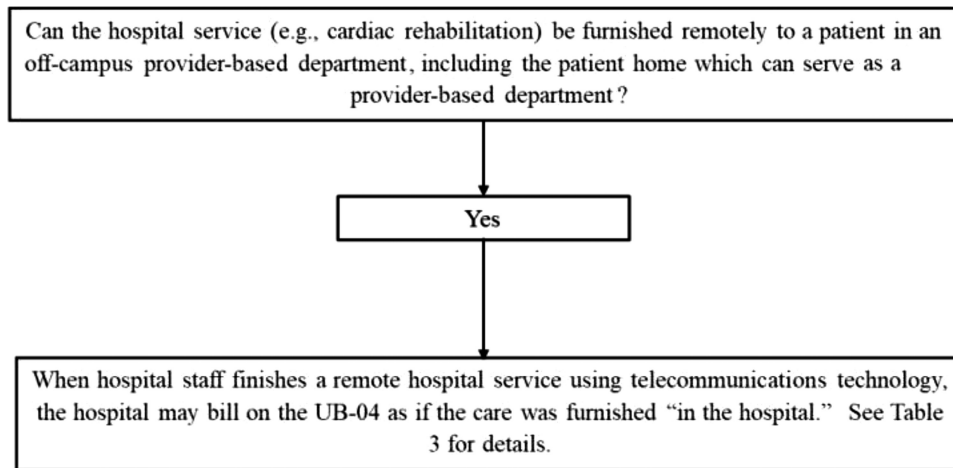 Can the hospital service (e.g., cardiac rehabilitation) be furnished remotely to a patient in an
off-campus provider-based department, including the patient home which can serve as a
provider-based department?
Yes
When hospital staff finishes a remote hospital service using telecommunications technology,
the hospital may bill on the UB-04 as if the care was furnished “in the hospital.” See Table
3 for details.